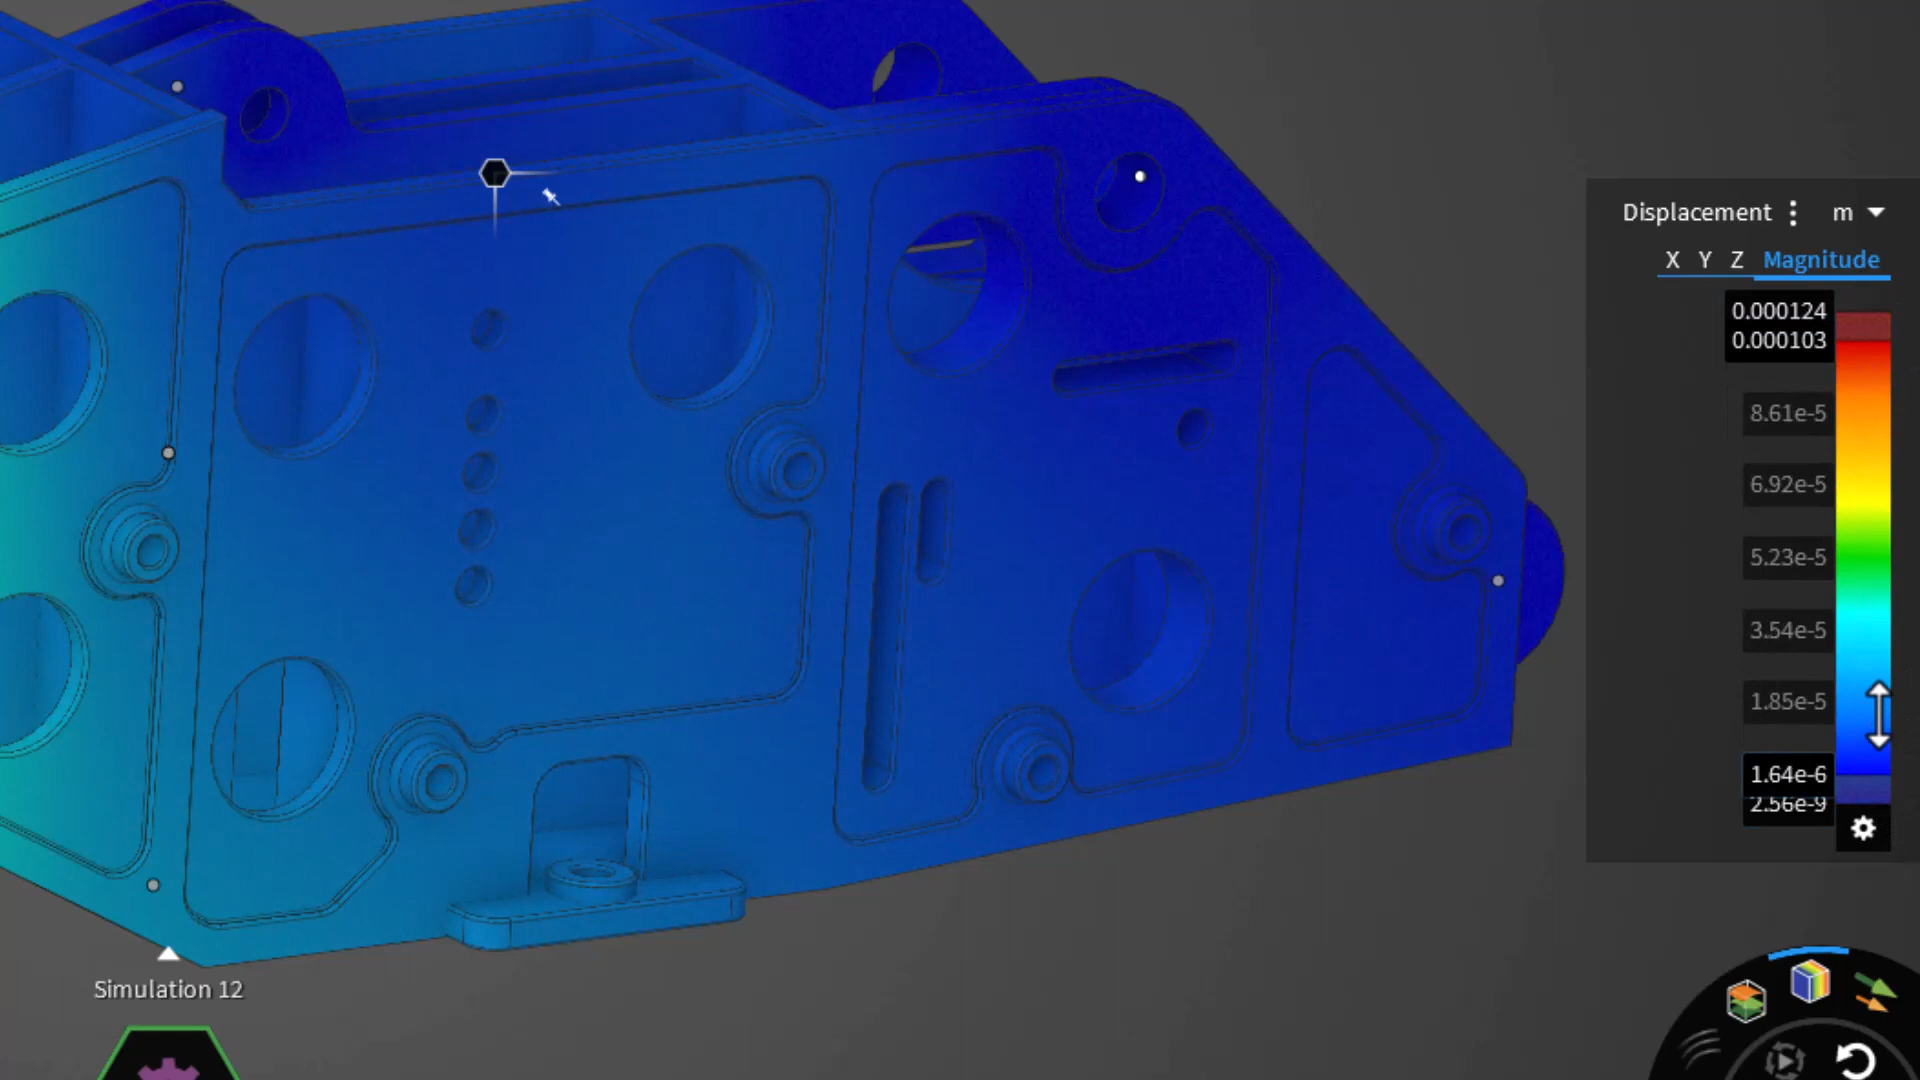 Displacement m
X Y Z Magnitude
0.000124
0.000103
8.61e-5
6.92e-5
5.23e-5
3.54e-5
1.85e-5
1.64e-6
2.56e-9
Simulation 12